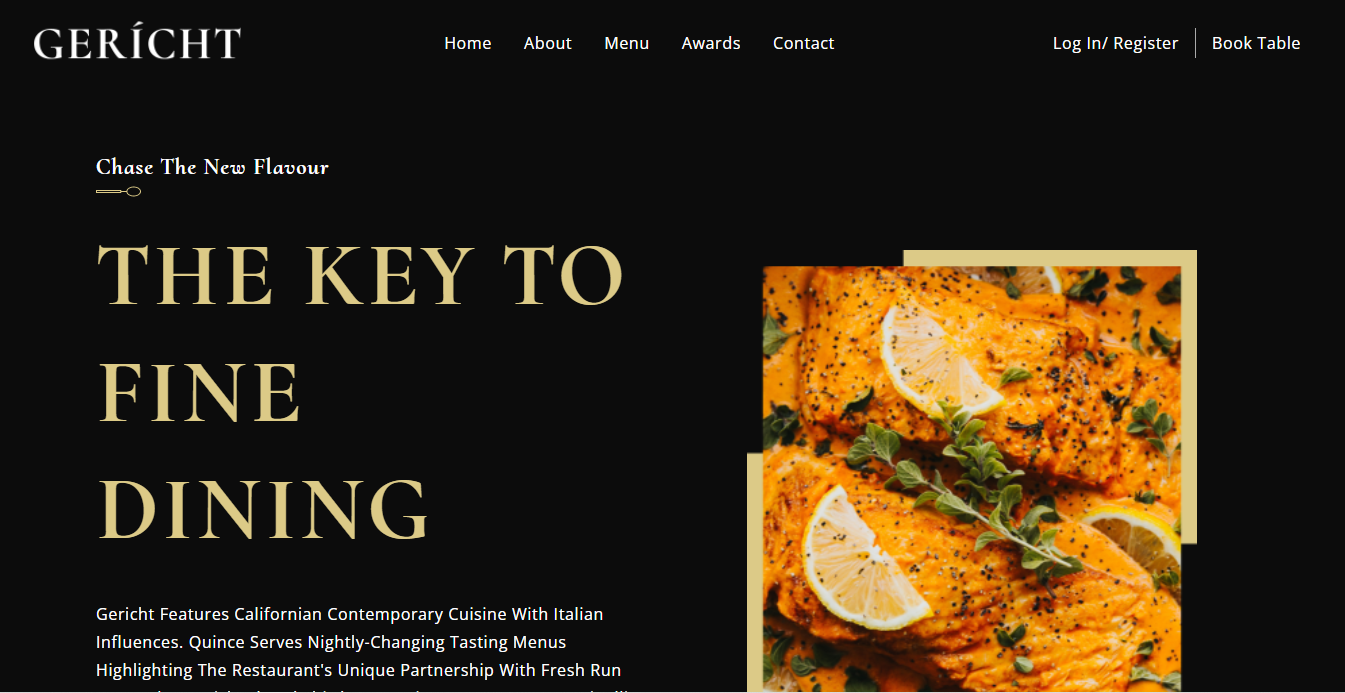 GERÍCHT
Home About Menu Awards Contact
Log In/ Register Book Table
Chase The New Flavour
THE KEY TO
FINE
DINING
Gericht Features Californian Contemporary Cuisine With Italian
Influences. Quince Serves Nightly-Changing Tasting Menus
Highlighting The Restaurant's Unique Partnership With Fresh Run